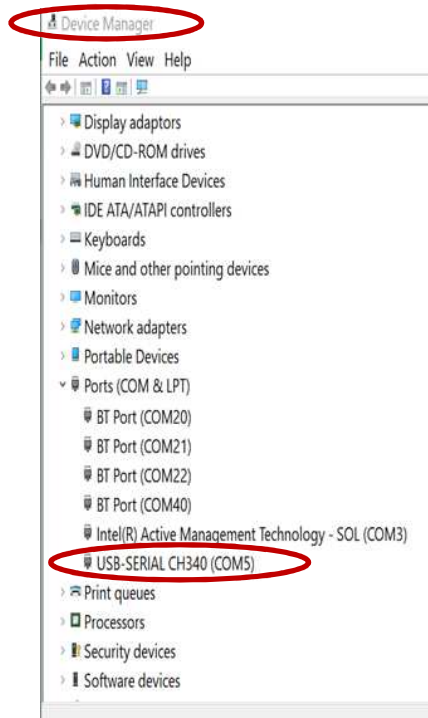 Device Manager
File Action View Help
Display adaptors
DVD/CD-ROM drives
Human Interface Devices
IDE ATA/ATAPI controllers
Keyboards
Mice and other pointing devices
Monitors
Network adapters
Portable Devices
Ports (COM & LPT)
BT Port (COM20)
BT Port (COM21)
BT Port (COM22)
BT Port (COM40)
Intel(R) Active Management Technology - SOL (COM3)
USB-SERIAL CH340 (COM5)
Print queues
Processors
Security devices
Software devices